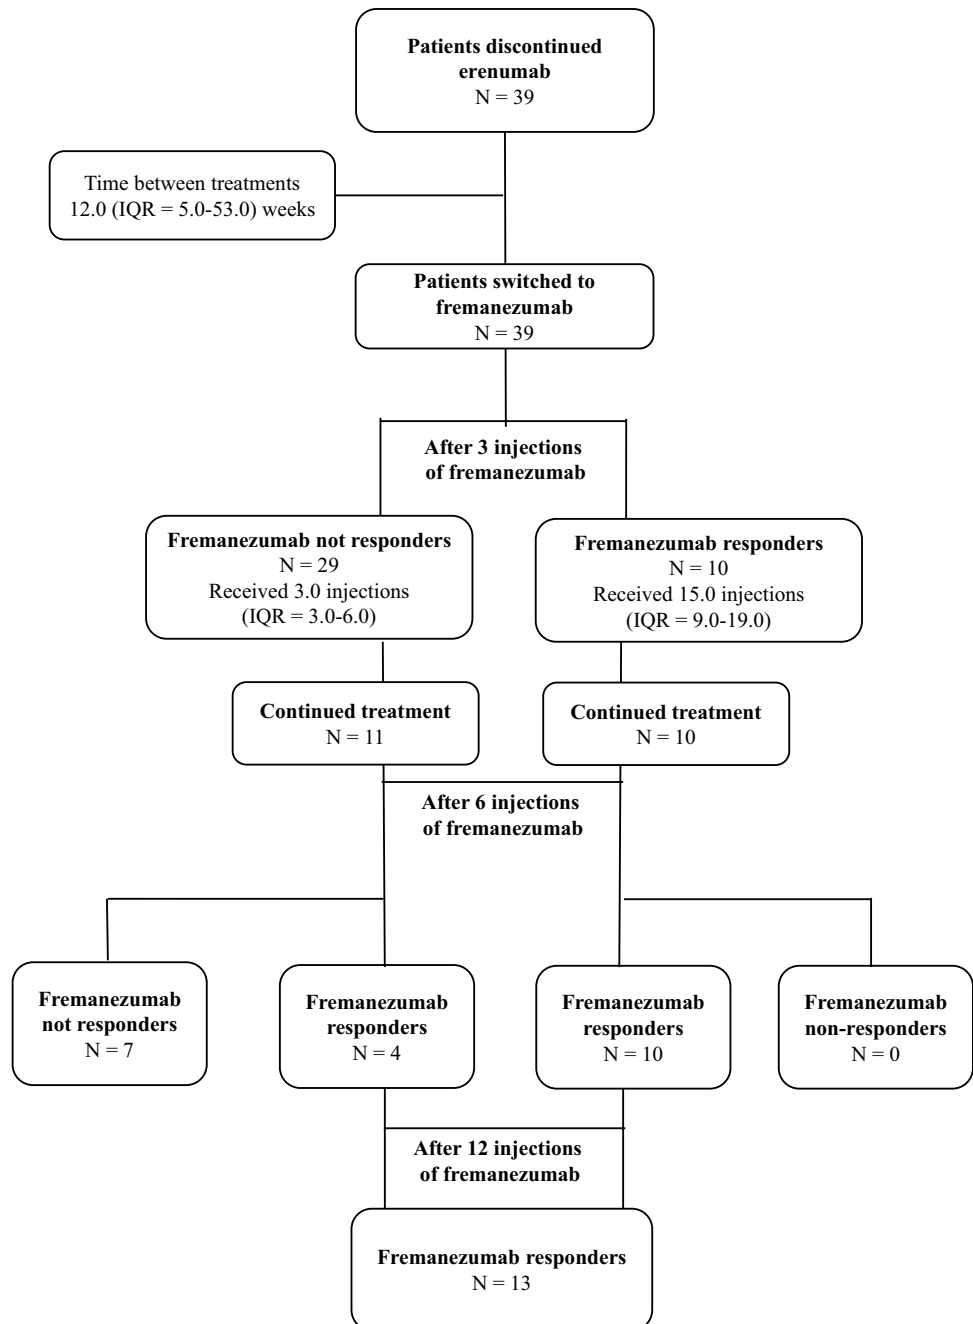 Patients discontinued
erenumab
N = 39
Time between treatments
12.0 (IQR = 5.0-53.0) weeks
Patients switched to
fremanezumab
N = 39
After 3 injections
of fremanezumab
Fremanezumab not responders
N = 29
Received 3.0 injections
(IQR = 3.0-6.0)
Fremanezumab responders
N = 10
Received 15.0 injections
(IQR = 9.0-19.0)
Continued treatment
N = 11
Continued treatment
N = 10
After 6 injections
of fremanezumab
Fremanezumab
not responders
N = 7
Fremanezumab
responders
N = 4
Fremanezumab
responders
N = 10
Fremanezumab
non-responders
N = 0
After 12 injections
of fremanezumab
Fremanezumab responders
N = 13